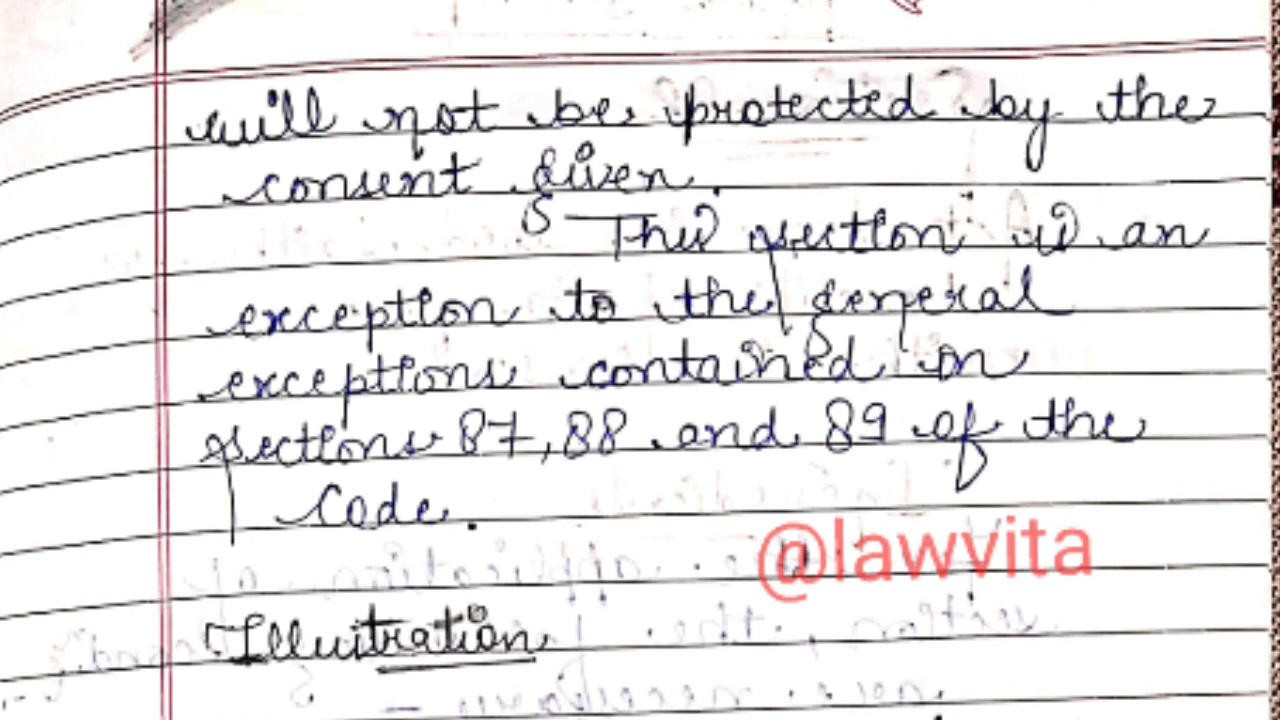 will not be protected by the
consent given.
This section is an
exception to the general
exceptions contained in
sections 87, 88 and 89 of the
Code.
@lawvita
Illustration